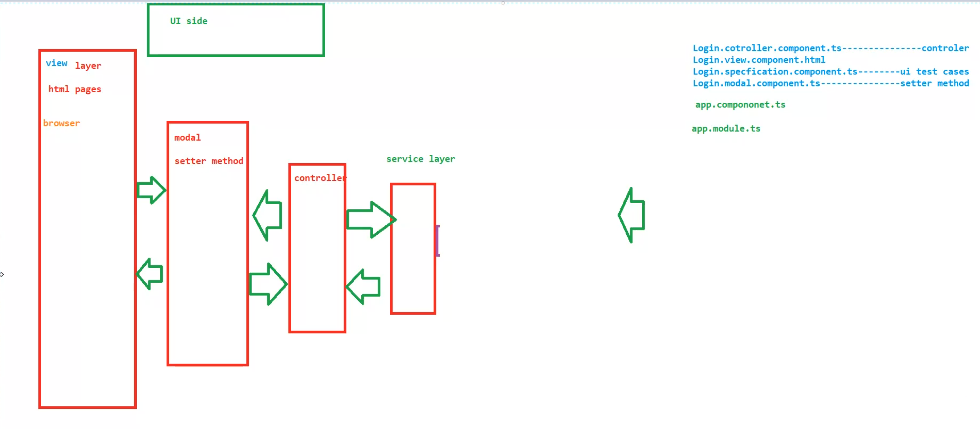 UI side
view layer
html pages
browser
modal
setter method
controller
service layer
Login.cotroller.component.ts---------------controler
Login.view.component.html
Login.specfication.component.ts--------ui test cases
Login.modal.component.ts---------------setter method
app.compononet.ts
app.module.ts